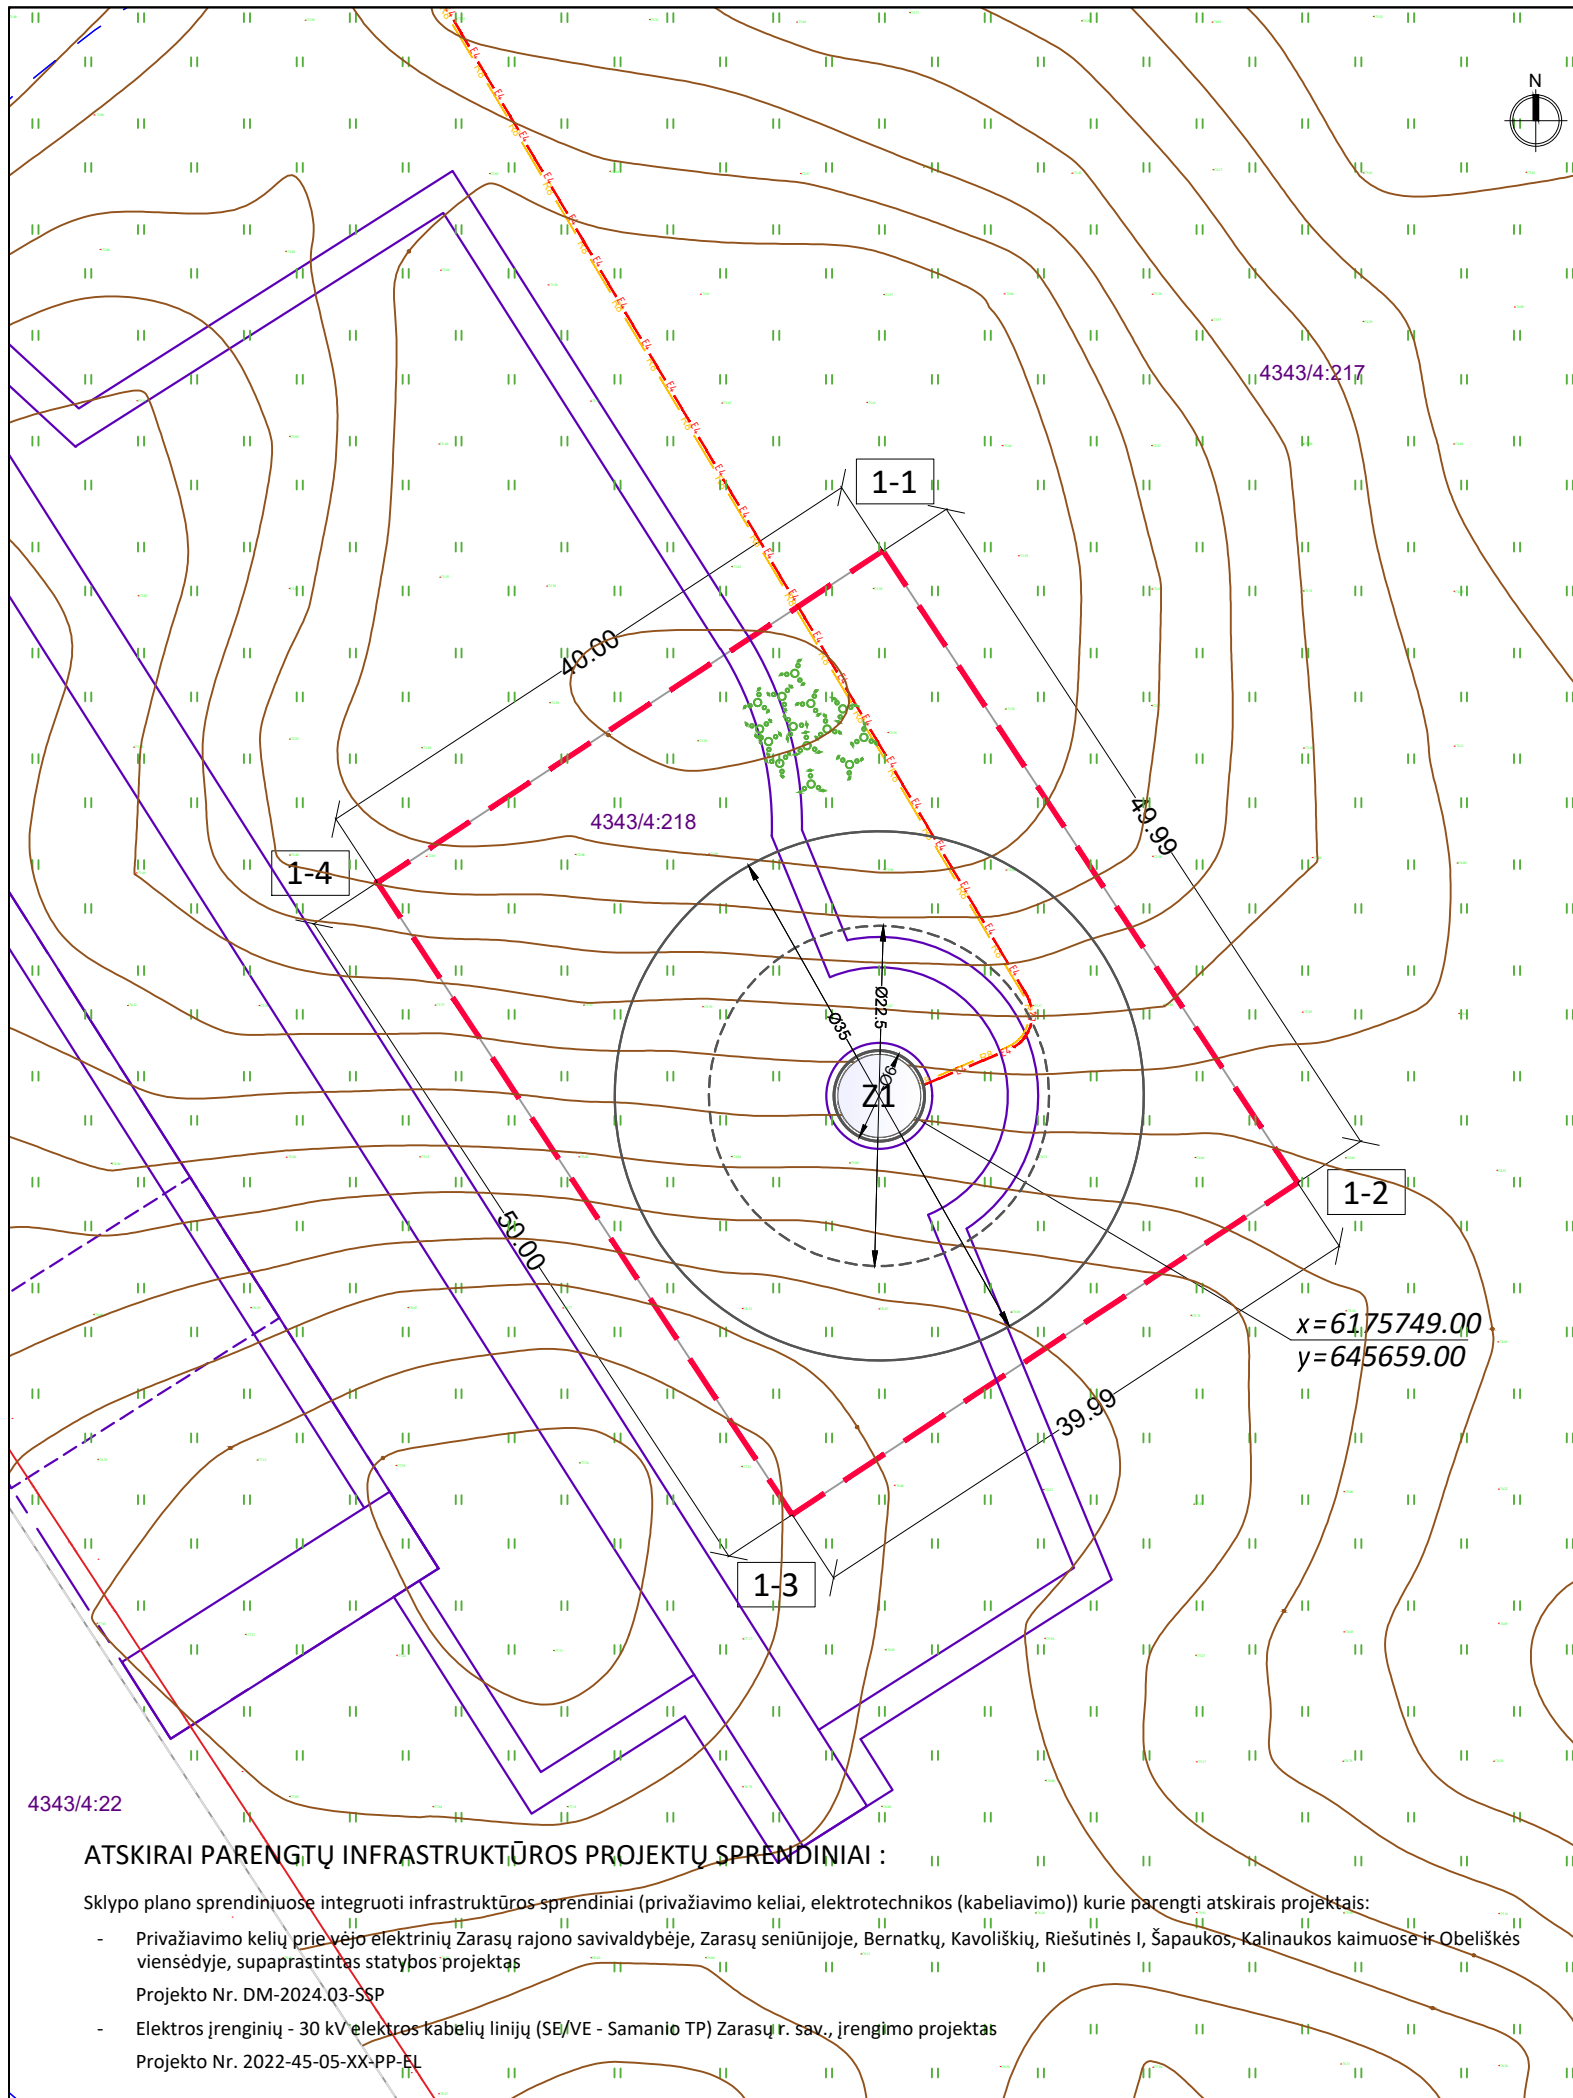 N
4343/4:217
1-1
40.00
49.99
4343/4:218
1-4
Ø22.5
Ø35
Ø6
Z1
1-2
50.00
x=6175749.00
y=645659.00
39.99
1-3
4343/4:22
ATSKIRAI PARENGTŲ INFRASTRUKTŪROS PROJEKTŲ SPRENDINIAI :
Sklypo plano sprendiniuose integruoti infrastruktūros sprendiniai (privažiavimo keliai, elektrotechnikos (kabeliavimo)) kurie parengti atskirais projektais:
- Privažiavimo kelių prie vėjo elektrinių Zarasų rajono savivaldybėje, Zarasų seniūnijoje, Bernatkų, Kavoliškių, Riešutinės I, Šapaukos, Kalinaukos kaimuose ir Obeliškės
viensėdyje, supaprastintas statybos projektas
Projekto Nr. DM-2024.03-SSP
- Elektros įrenginių - 30 kV elektros kabelių linijų (SE/VE - Samanio TP) Zarasų r. sav., įrengimo projektas
Projekto Nr. 2022-45-05-XX-PP-EL